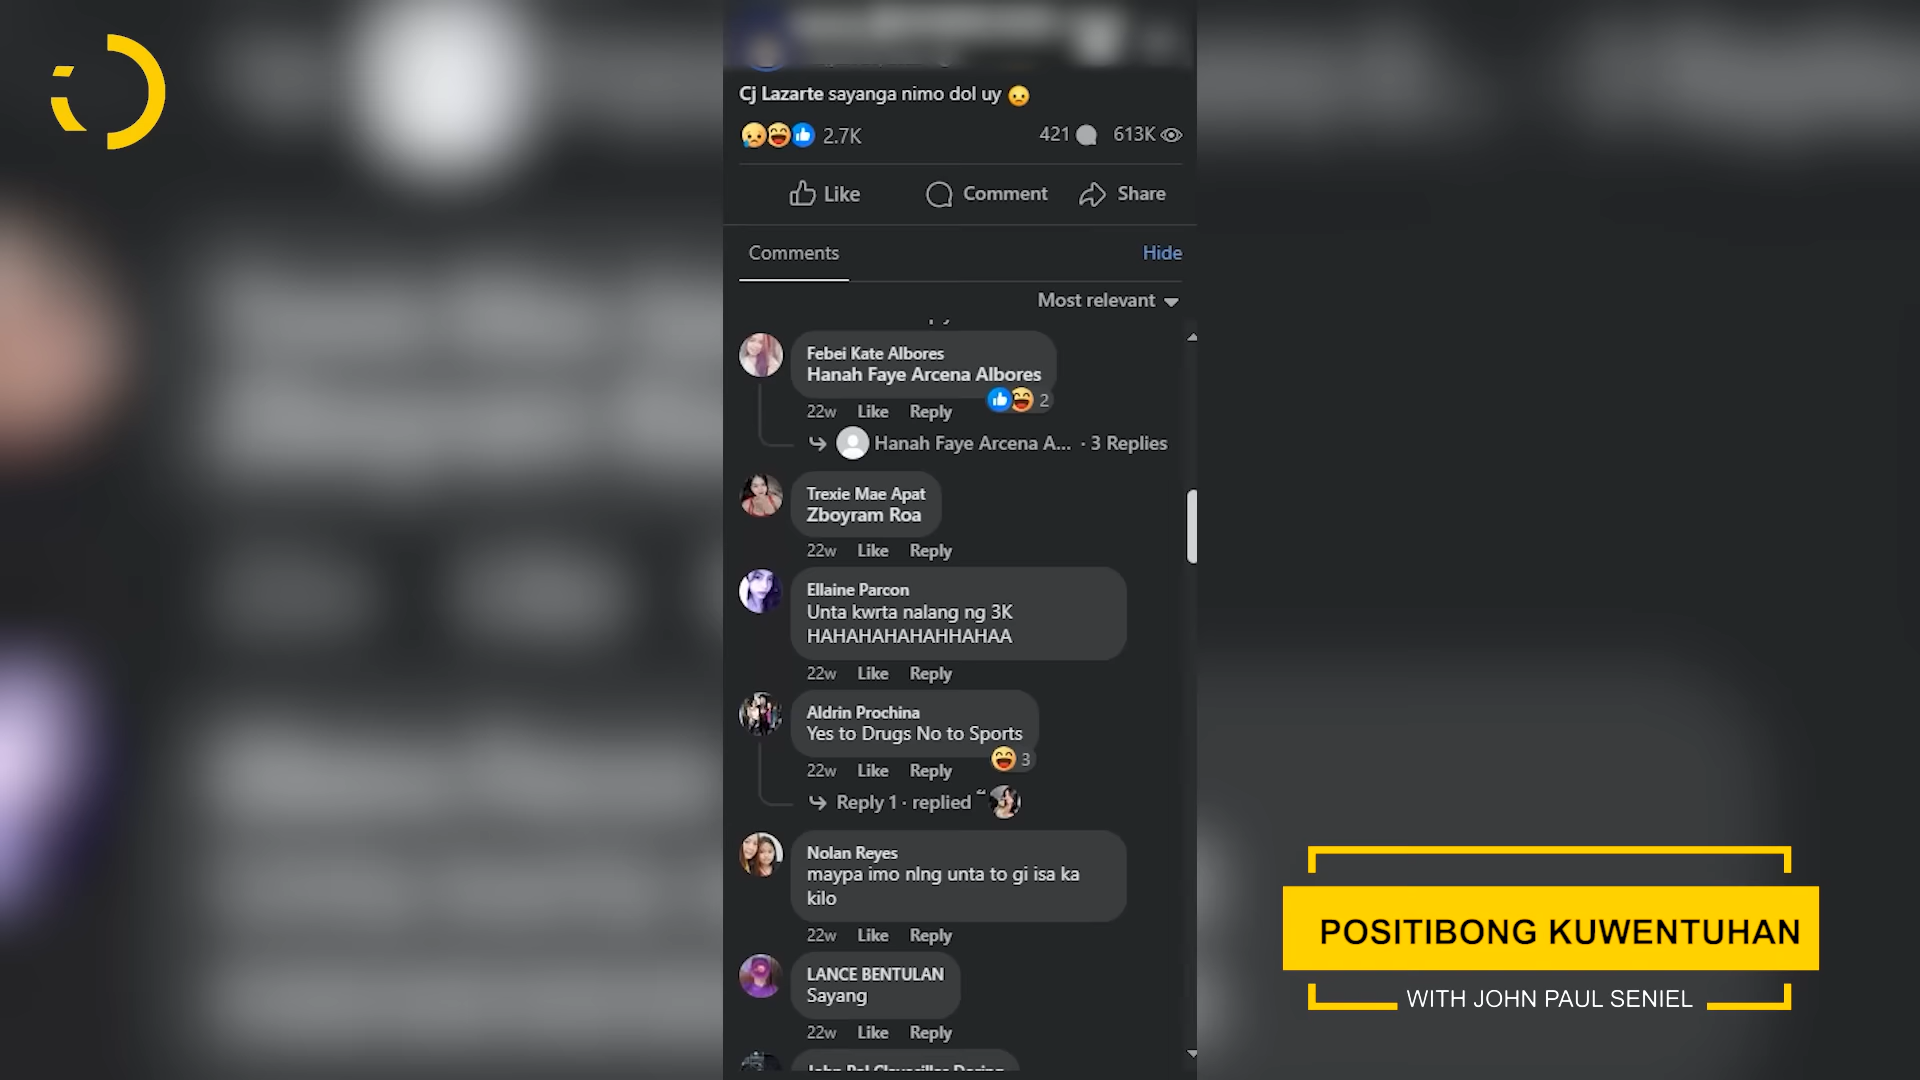 Cj Lazarte sayanga nimo dol uy
2.7K
421
613K
Like
Comment
Share
Comments
Hide
Most relevant
Febei Kate Albores
Hanah Faye Arcena Albores
2
22w Like Reply
Hanah Faye Arcena A... · 3 Replies
Trexie Mae Apat
Zboyram Roa
22w Like Reply
Ellaine Parcon
Unta kwrta nalang ng 3K
HAHAHAHAHAHHAHAA
22w Like Reply
Aldrin Prochina
Yes to Drugs No to Sports
3
22w Like Reply
Reply 1 · replied
Nolan Reyes
maypa imo nlng unta to gi isa ka
kilo
22w Like Reply
LANCE BENTULAN
Sayang
22w Like Reply
POSITIBONG KUWENTUHAN
WITH JOHN PAUL SENIEL